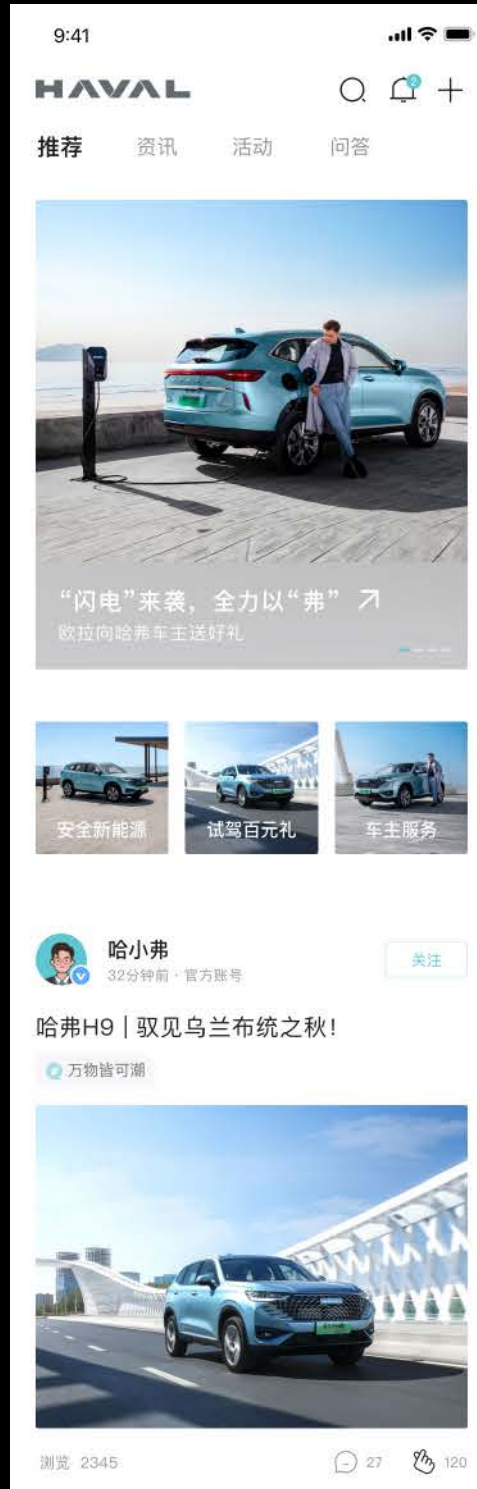 9:41
HAVAL
2
推荐 资讯 活动 问答
“闪电”来袭，全力以“弗”
欧拉向哈弗车主送好礼
安全新能源 试驾百元礼 车主服务
哈小弗
32分钟前 · 官方账号
关注
哈弗H9 | 驭见乌兰布统之秋!
万物皆可潮
浏览 2345
27
120